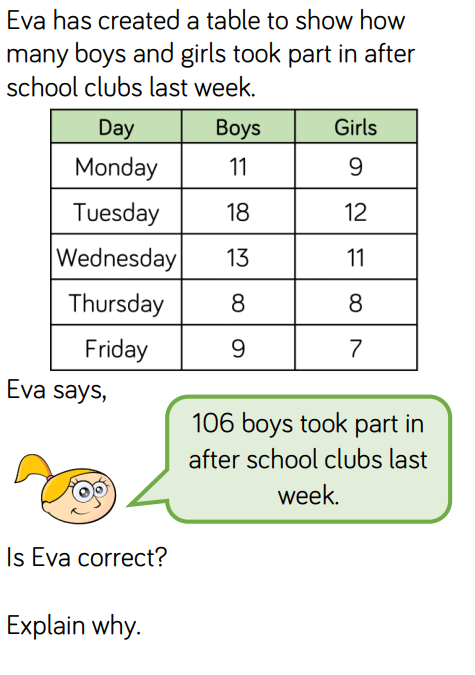 Eva has created a table to show how
many boys and girls took part in after
school clubs last week.
Day Boys Girls
Monday 11 9
Tuesday 18 12
Wednesday 13 11
Thursday 8 8
Friday 9 7
Eva says,
106 boys took part in
after school clubs last
week.
Is Eva correct?
Explain why.